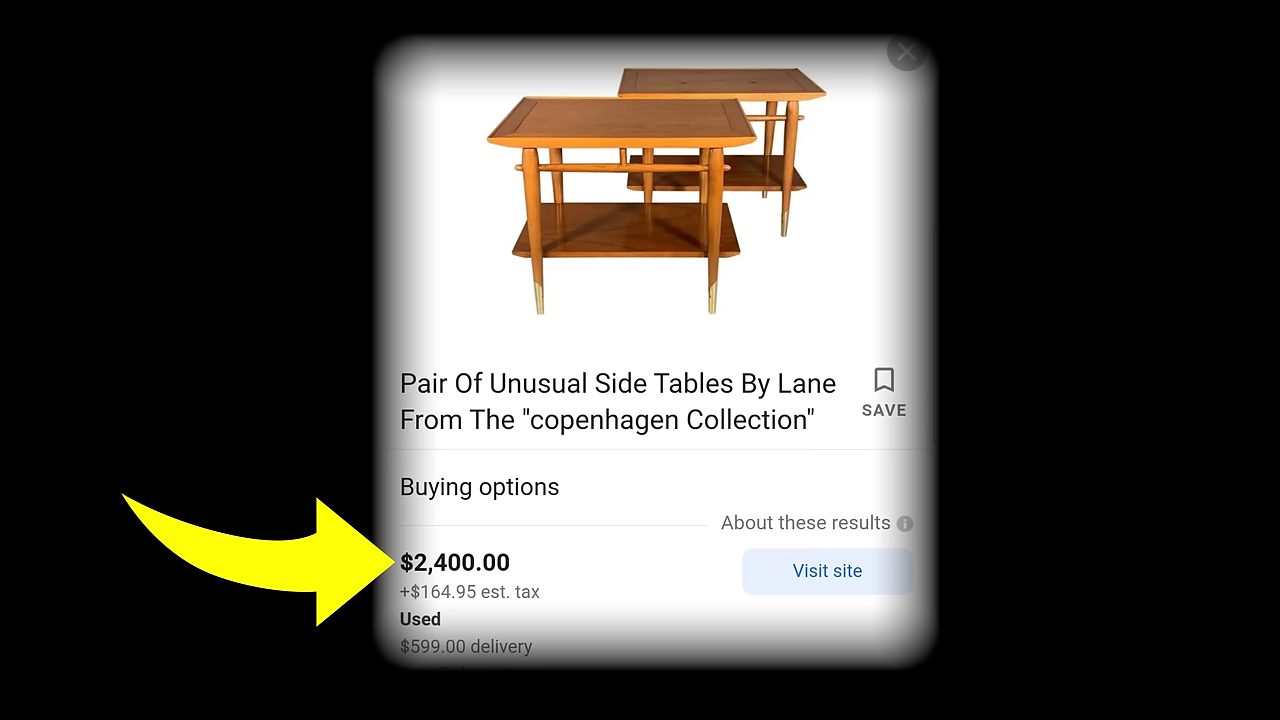 Pair Of Unusual Side Tables By Lane
From The "copenhagen Collection"
SAVE
Buying options
About these results
$2,400.00
+$164.95 est. tax
Visit site
Used
$599.00 delivery